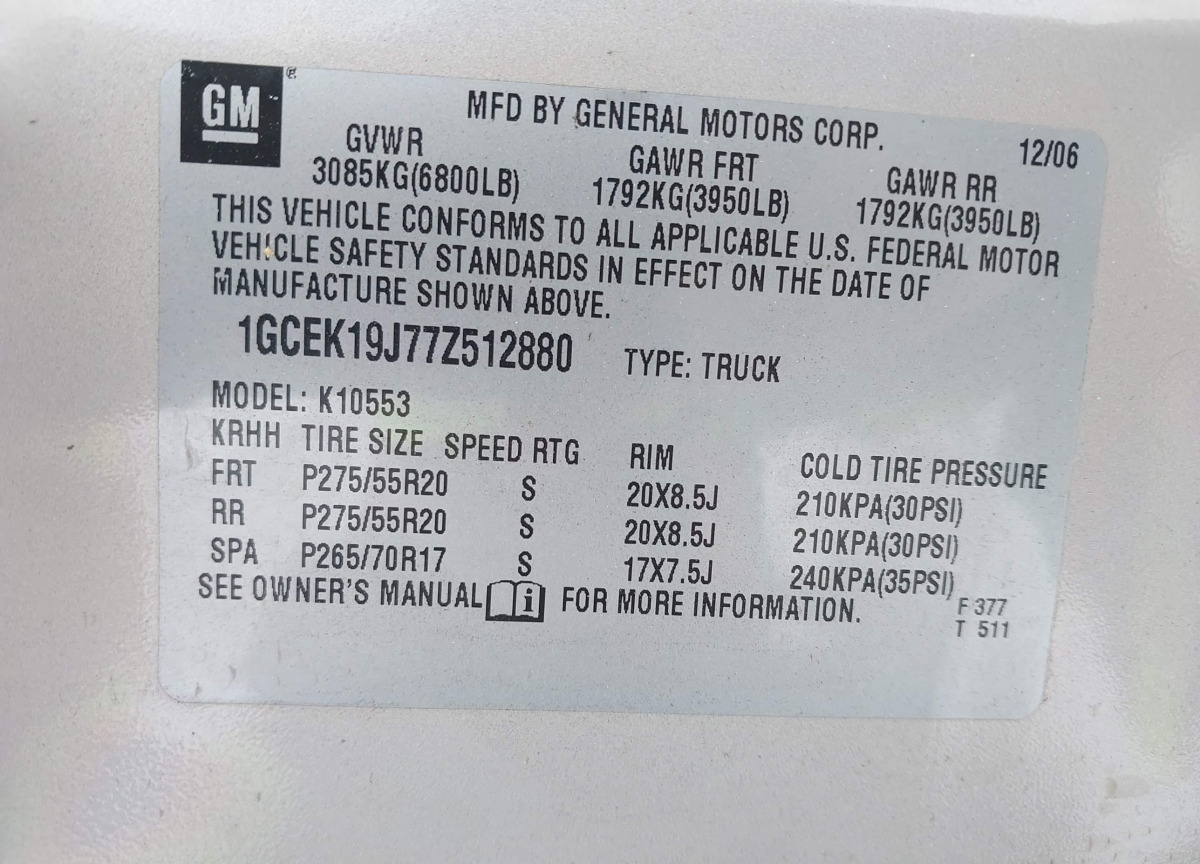 GM ®
MFD BY GENERAL MOTORS CORP. 12/06
GVWR GAWR FRT GAWR RR
3085KG(6800LB) 1792KG(3950LB) 1792KG(3950LB)
THIS VEHICLE CONFORMS TO ALL APPLICABLE U.S. FEDERAL MOTOR
VEHICLE SAFETY STANDARDS IN EFFECT ON THE DATE OF
MANUFACTURE SHOWN ABOVE.
1GCEK19J77Z512880 TYPE: TRUCK
MODEL: K10553
KRHH TIRE SIZE SPEED RTG RIM COLD TIRE PRESSURE
FRT P275/55R20 S 20X8.5J 210KPA(30PSI)
RR P275/55R20 S 20X8.5J 210KPA(30PSI)
SPA P265/70R17 S 17X7.5J 240KPA(35PSI)
SEE OWNER'S MANUAL i FOR MORE INFORMATION.
F 377
T 511